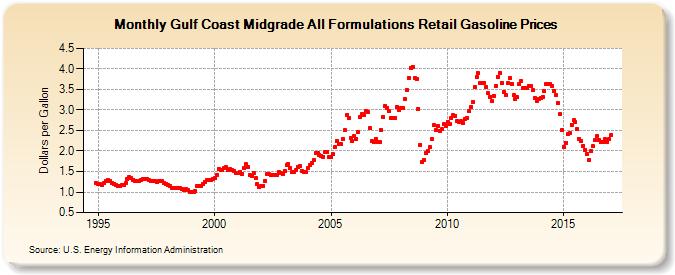 Monthly Gulf Coast Midgrade All Formulations Retail Gasoline Prices
Dollars per Gallon
4.5
4.0
3.5
3.0
2.5
2.0
1.5
1.0
0.5
1995 2000 2005 2010 2015
Source: U.S. Energy Information Administration